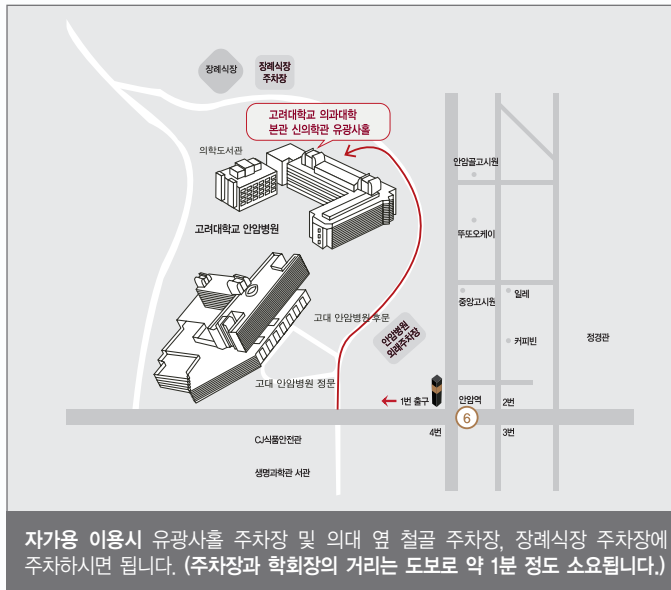 장례식장
장례식장
주차장
고려대학교 의과대학
본관 신의학관 유광사홀
의학도서관
안암골고시원
고려대학교 안암병원
뚜또오케이
중앙고시원
일레
고대 안암병원 후문
안암병원
외래주차장
커피빈
정경관
고대 안암병원 정문
1번 출구
안암역
2번
6
4번
3번
CJ식품안전관
생명과학관 서관
자가용 이용시 유광사홀 주차장 및 의대 옆 철골 주차장, 장례식장 주차장에
주차하시면 됩니다. (주차장과 학회장의 거리는 도보로 약 1분 정도 소요됩니다.)